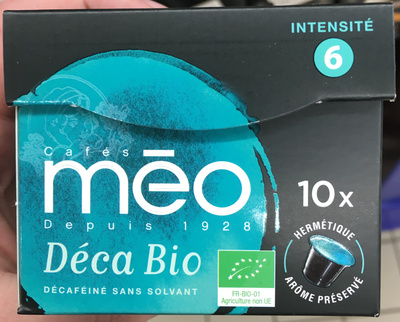 INTENSITÉ
6
Cafés
mēo
Depuis 1928
Déca Bio
DÉCAFÉINÉ SANS SOLVANT
10x
HERMÉTIQUE
ARÔME PRÉSERVÉ
FR-BIO-01
Agriculture non UE